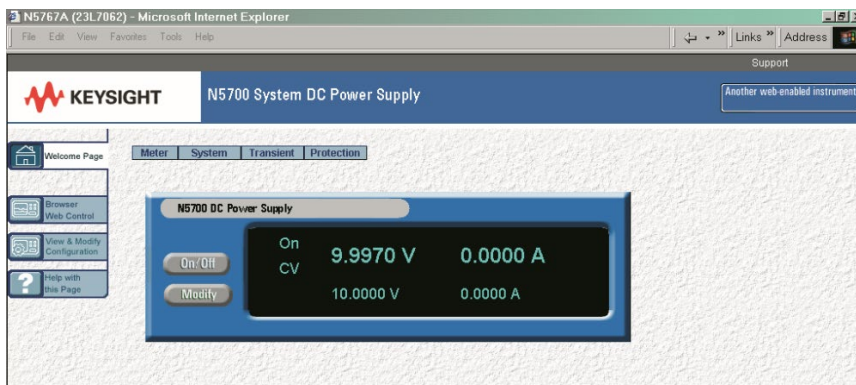 N5767A (23L7062) - Microsoft Internet Explorer
File Edit View Favorites Tools Help
» Links » Address
Support
KEYSIGHT
N5700 System DC Power Supply
Another web-enabled instrument
Welcome Page
Meter System Transient Protection
Browser
Web Control
View & Modify
Configuration
Help with
this Page
N5700 DC Power Supply
On/Off
Modify
On
CV
9.9970 V 0.0000 A
10.0000 V 0.0000 A